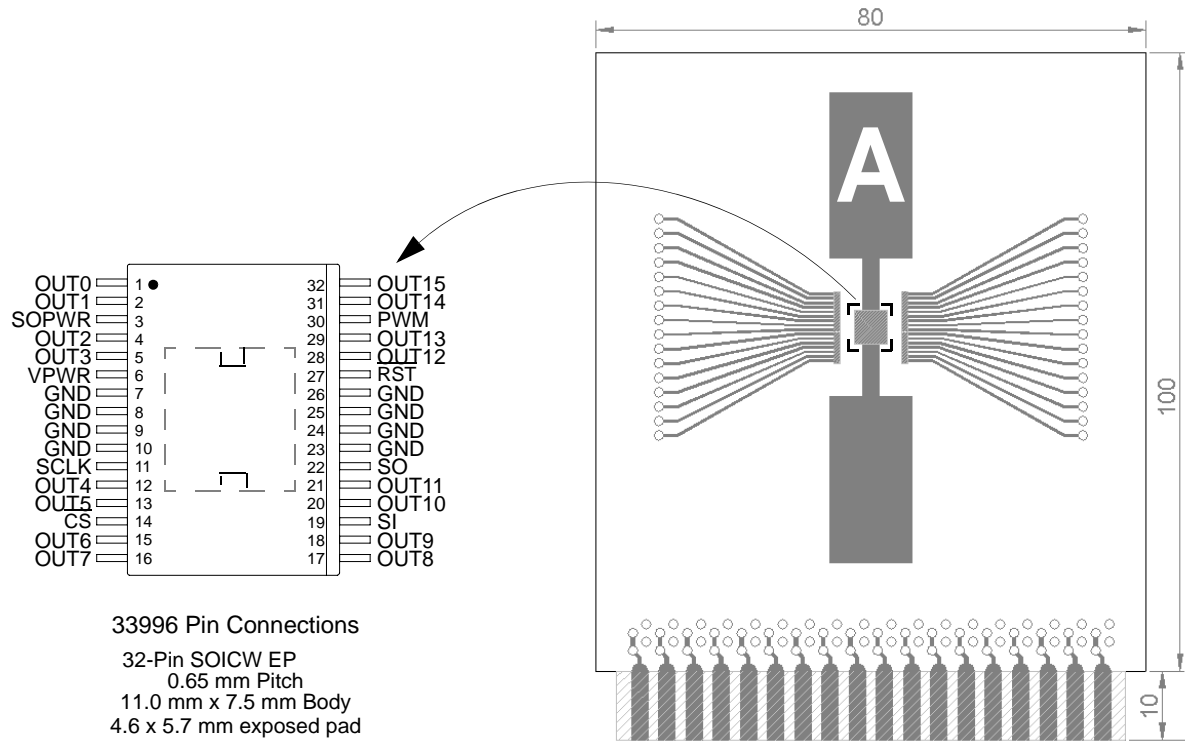 80
A
100
10
OUT0 1 32 OUT15
OUT1 2 31 OUT14
SOPWR 3 30 PWM
OUT2 4 29 OUT13
OUT3 5 28 OUT12
VPWR 6 27 RST
GND 7 26 GND
GND 8 25 GND
GND 9 24 GND
GND 10 23 GND
SCLK 11 22 SO
OUT4 12 21 OUT11
OUT5 13 20 OUT10
CS 14 19 SI
OUT6 15 18 OUT9
OUT7 16 17 OUT8
33996 Pin Connections
32-Pin SOICW EP
0.65 mm Pitch
11.0 mm x 7.5 mm Body
4.6 x 5.7 mm exposed pad